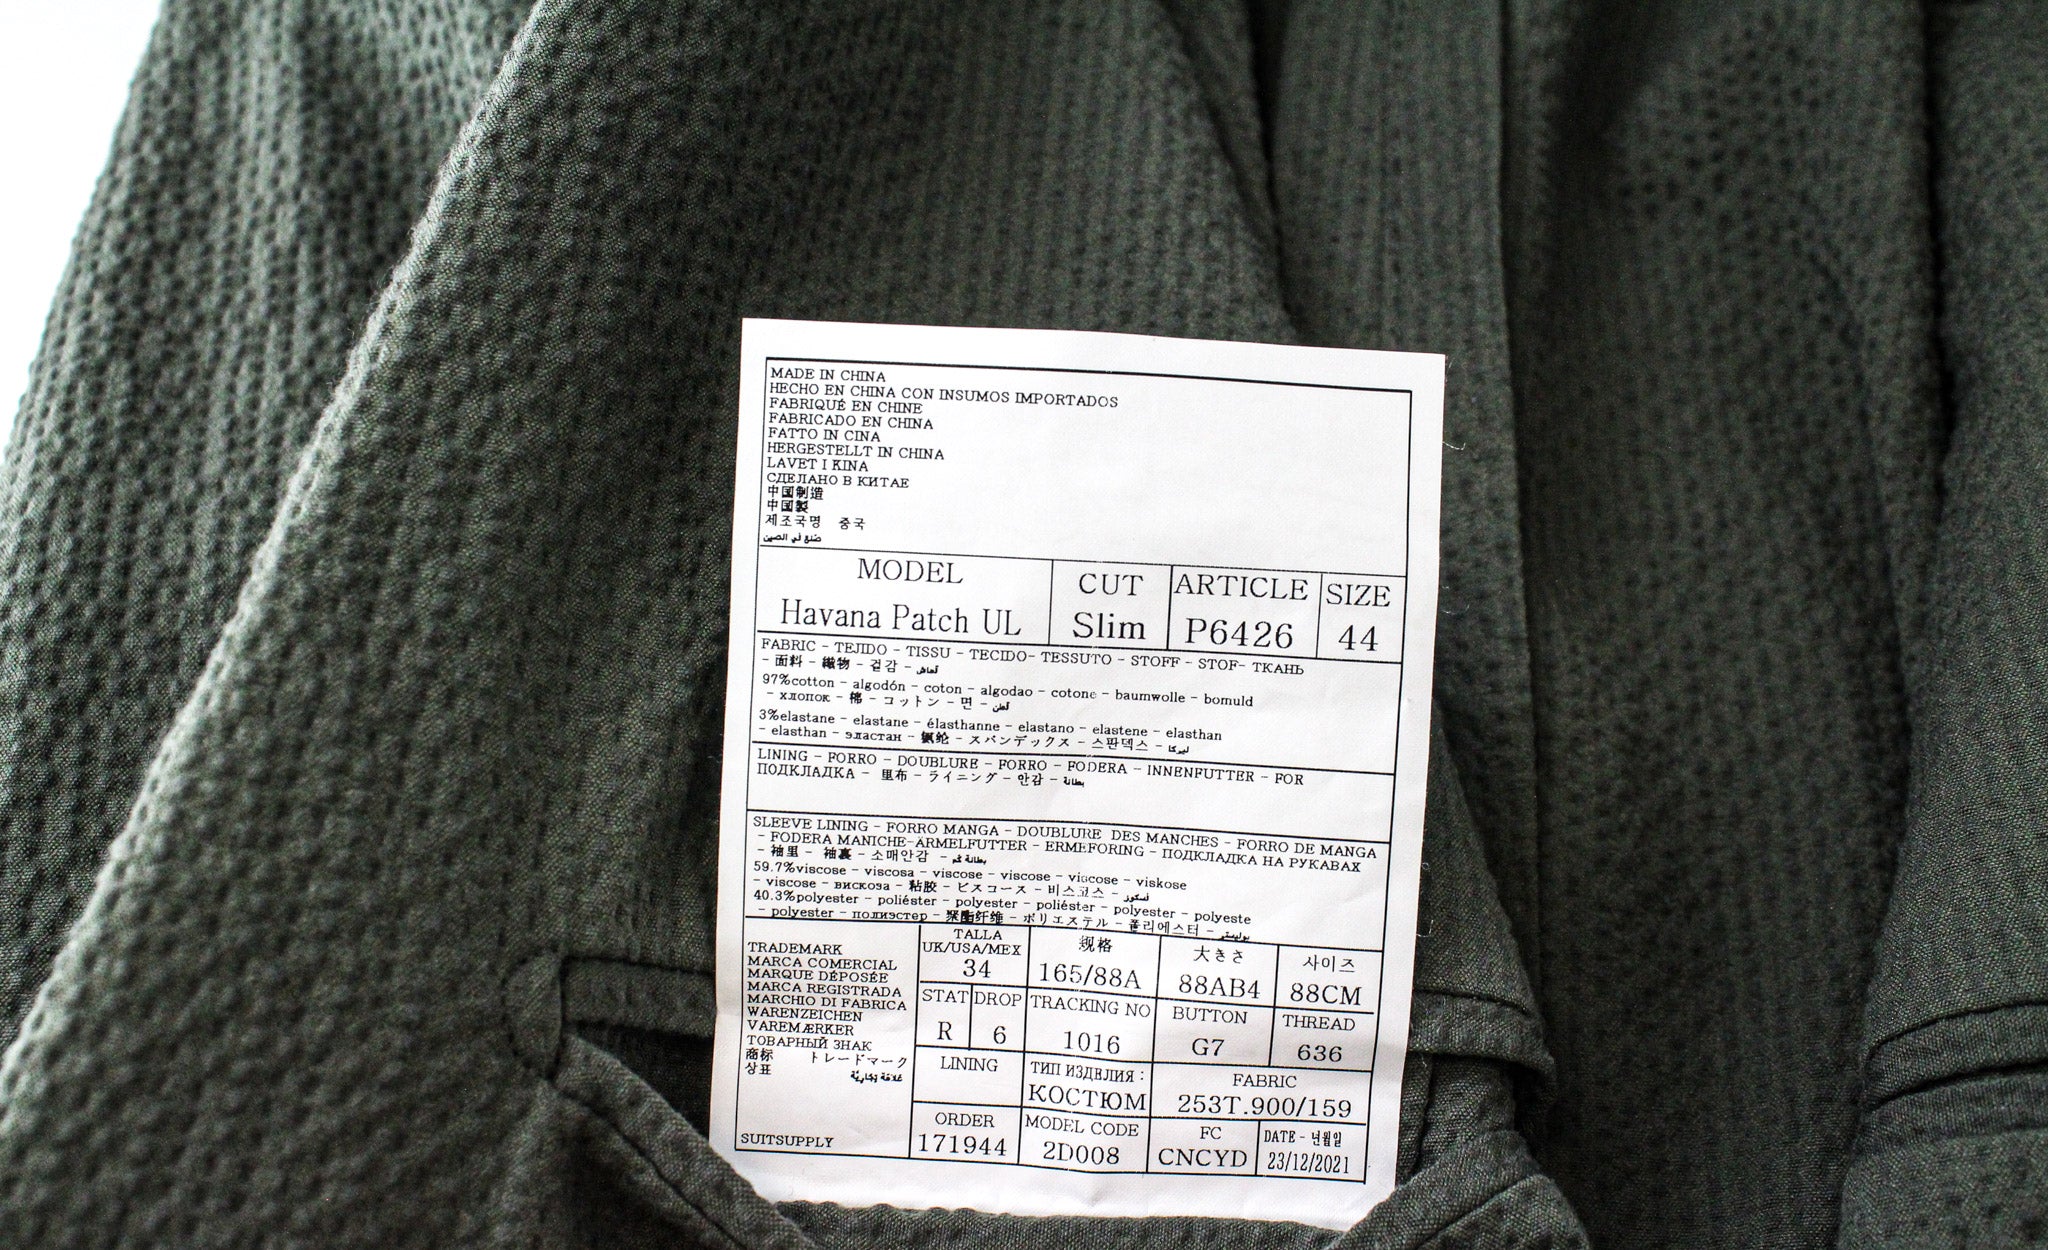 MADE IN CHINA
HECHO EN CHINA CON INSUMOS IMPORTADOS
FABRIQUÉ EN CHINE
FABRICADO EN CHINA
FATTO IN CINA
HERGESTELLT IN CHINA
LAVET I KINA
СДЕЛАНО В КИТАЕ
中国制造
中国製
제조국명 중국
صنع في الصين
MODEL
Havana Patch UL
CUT
Slim
ARTICLE
P6426
SIZE
44
FABRIC - TEJIDO - TISSU - TECIDO- TESSUTO - STOFF - STOF- ТКАНЬ
- 面料 - 織物 - 겉감 - قماش
97%cotton - algodón - coton - algodao - cotone - baumwolle - bomuld
- хлопок - 棉 - コットン - 면 - قطن
3%elastane - elastane - élasthanne - elastano - elastene - elasthan
- elasthan - эластан - 氨纶 - スパンデックス - 스판덱스 - ليركا
LINING - FORRO - DOUBLURE - FORRO - FODERA - INNENFUTTER - FOR
ПОДКЛАДКА - 里布 - ライニング - 안감 - بطانة
SLEEVE LINING - FORRO MANGA - DOUBLURE DES MANCHES - FORRO DE MANGA
- FODERA MANICHE-ÄRMELFUTTER - ERMEFORING - ПОДКЛАДКА НА РУКАВАХ
- 袖里 - 袖裏 - 소매안감 - بطانة كم
59.7%viscose - viscosa - viscose - viscose - viscose - viskose
- viscose - вискоза - 粘胶 - ビスコース - 비스코스 - فسكوز
40.3%polyester - poliéster - polyester - poliéster - polyester - polyeste
- polyester - полиэстер - 聚酯纤维 - ポリエステル - 폴리에스터 - بوليستر
TRADEMARK
MARCA COMERCIAL
MARQUE DÉPOSÉE
MARCA REGISTRADA
MARCHIO DI FABRICA
WARENZEICHEN
VAREMÆRKER
ТОВАРНЫЙ ЗНАК
商标 トレードマーク
상표 علامة تجارية
SUITSUPPLY
TALLA
UK/USA/MEX
34
规格
165/88A
大きさ
88AB4
사이즈
88CM
STAT
R
DROP
6
TRACKING NO
1016
BUTTON
G7
THREAD
636
LINING
ТИП ИЗДЕЛИЯ :
КОСТЮМ
FABRIC
253T.900/159
ORDER
171944
MODEL CODE
2D008
FC
CNCYD
DATE - 년월일
23/12/2021